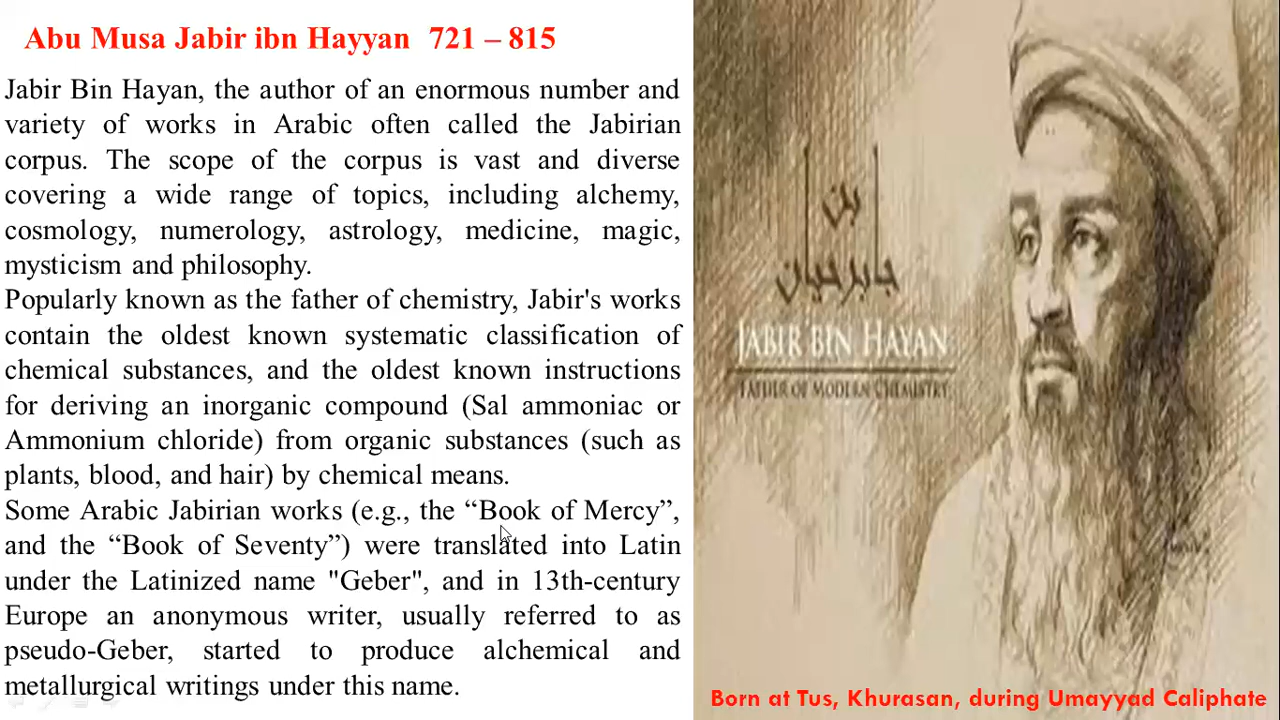 Abu Musa Jabir ibn Hayyan 721 – 815
Jabir Bin Hayan, the author of an enormous number and
variety of works in Arabic often called the Jabirian
corpus. The scope of the corpus is vast and diverse
covering a wide range of topics, including alchemy,
cosmology, numerology, astrology, medicine, magic,
mysticism and philosophy.
Popularly known as the father of chemistry, Jabir's works
contain the oldest known systematic classification of
chemical substances, and the oldest known instructions
for deriving an inorganic compound (Sal ammoniac or
Ammonium chloride) from organic substances (such as
plants, blood, and hair) by chemical means.
Some Arabic Jabirian works (e.g., the “Book of Mercy”,
and the “Book of Seventy”) were translated into Latin
under the Latinized name "Geber", and in 13th-century
Europe an anonymous writer, usually referred to as
pseudo-Geber, started to produce alchemical and
metallurgical writings under this name.
بن
جابر حيان
JABIR BIN HAYAN
FATHER OF MODERN CHEMISTRY
Born at Tus, Khurasan, during Umayyad Caliphate